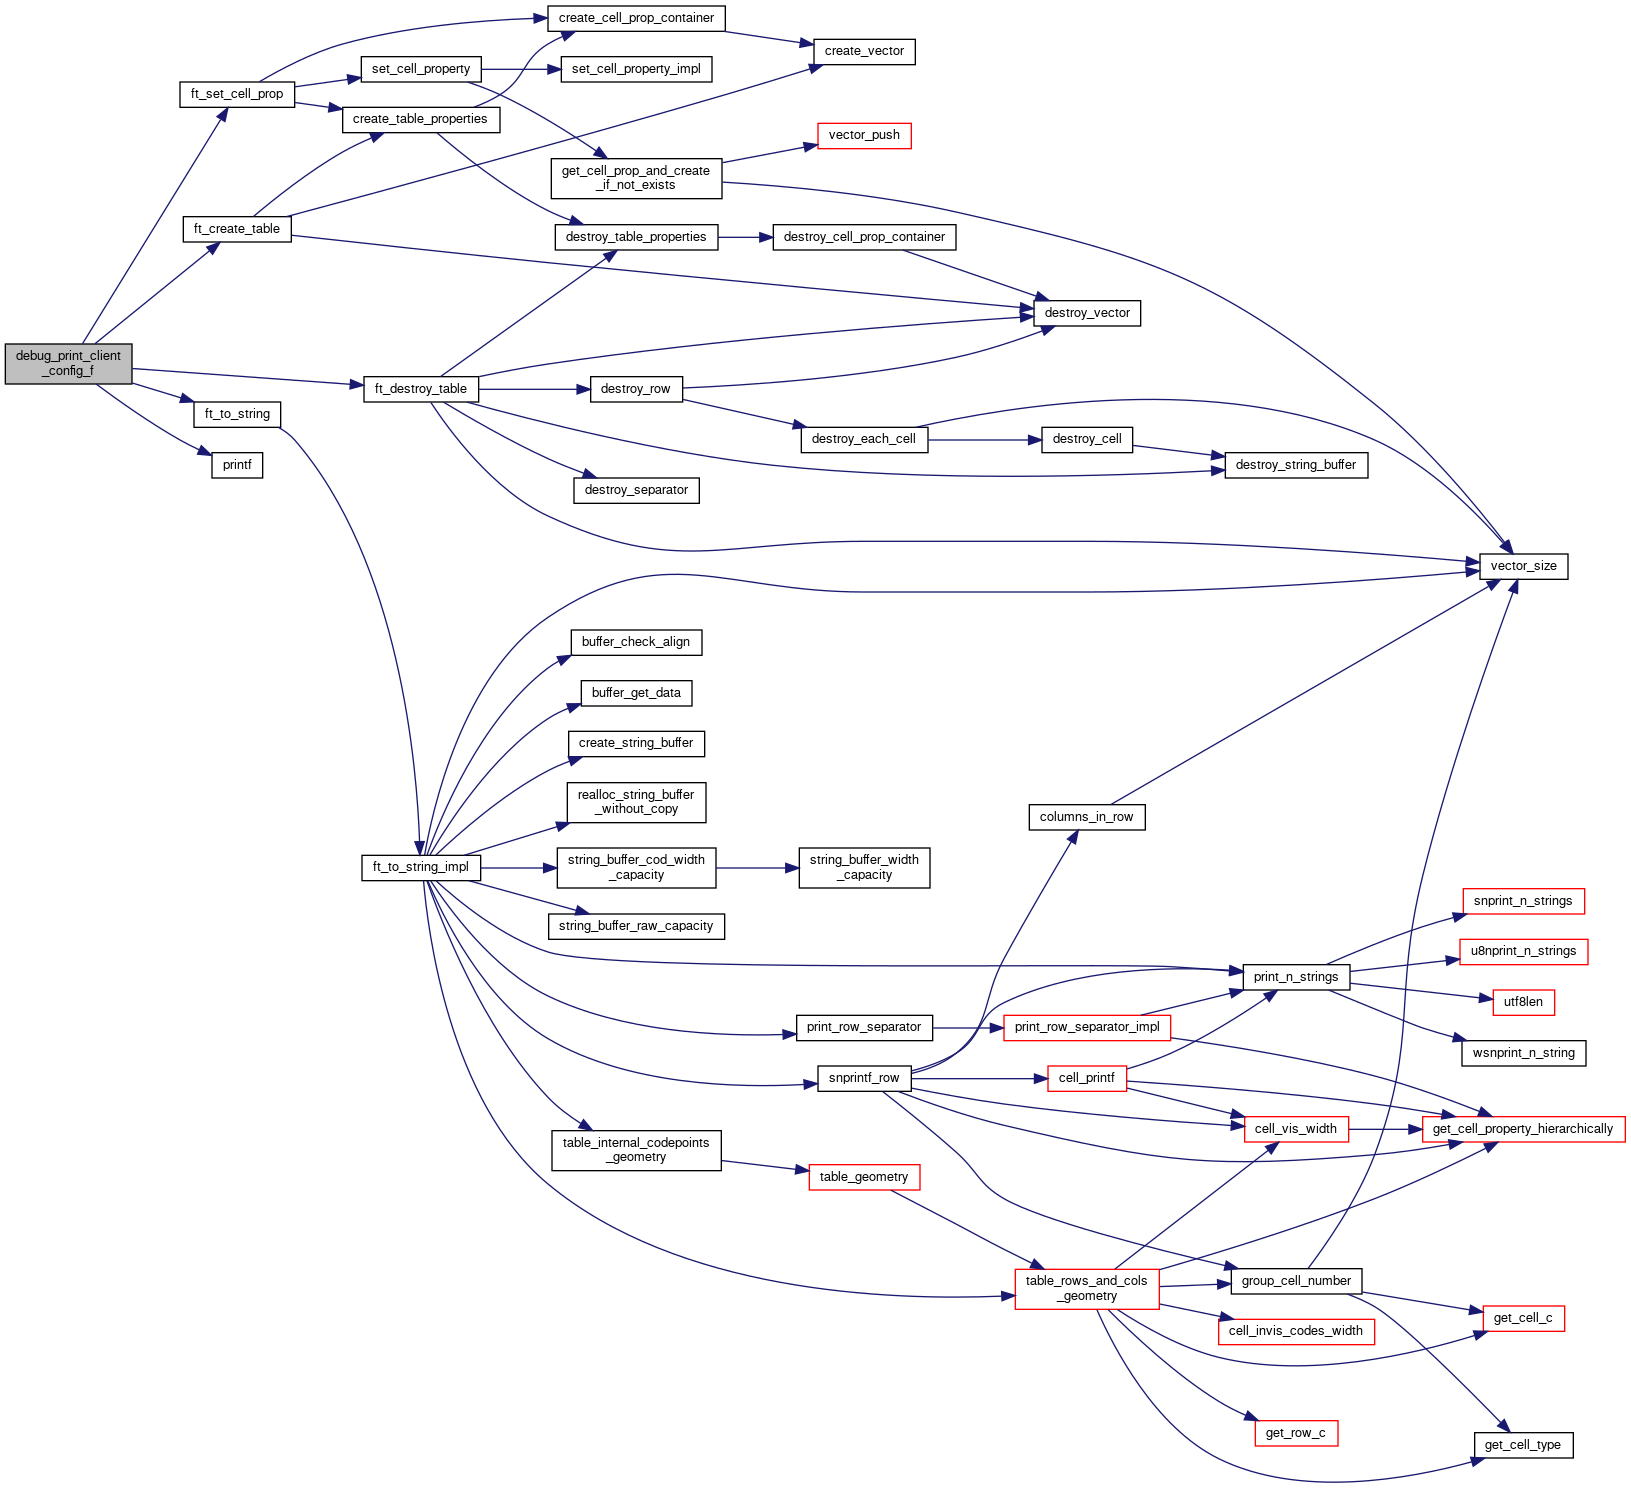 create_cell_prop_container
create_vector
set_cell_property
set_cell_property_impl
ft_set_cell_prop
create_table_properties
vector_push
get_cell_prop_and_create
_if_not_exists
ft_create_table
destroy_table_properties
destroy_cell_prop_container
destroy_vector
debug_print_client
_config_f
ft_destroy_table
destroy_row
ft_to_string
destroy_each_cell
destroy_cell
printf
destroy_string_buffer
destroy_separator
vector_size
buffer_check_align
buffer_get_data
create_string_buffer
realloc_string_buffer
_without_copy
columns_in_row
ft_to_string_impl
string_buffer_cod_width
_capacity
string_buffer_width
_capacity
string_buffer_raw_capacity
snprint_n_strings
u8nprint_n_strings
print_n_strings
utf8len
print_row_separator
print_row_separator_impl
wsnprint_n_string
snprintf_row
cell_printf
cell_vis_width
get_cell_property_hierarchically
table_internal_codepoints
_geometry
table_geometry
table_rows_and_cols
_geometry
group_cell_number
get_cell_c
cell_invis_codes_width
get_row_c
get_cell_type